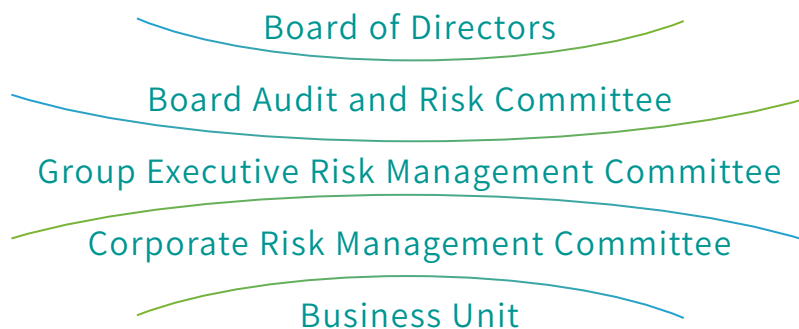 Board of Directors
Board Audit and Risk Committee
Group Executive Risk Management Committee
Corporate Risk Management Committee
Business Unit